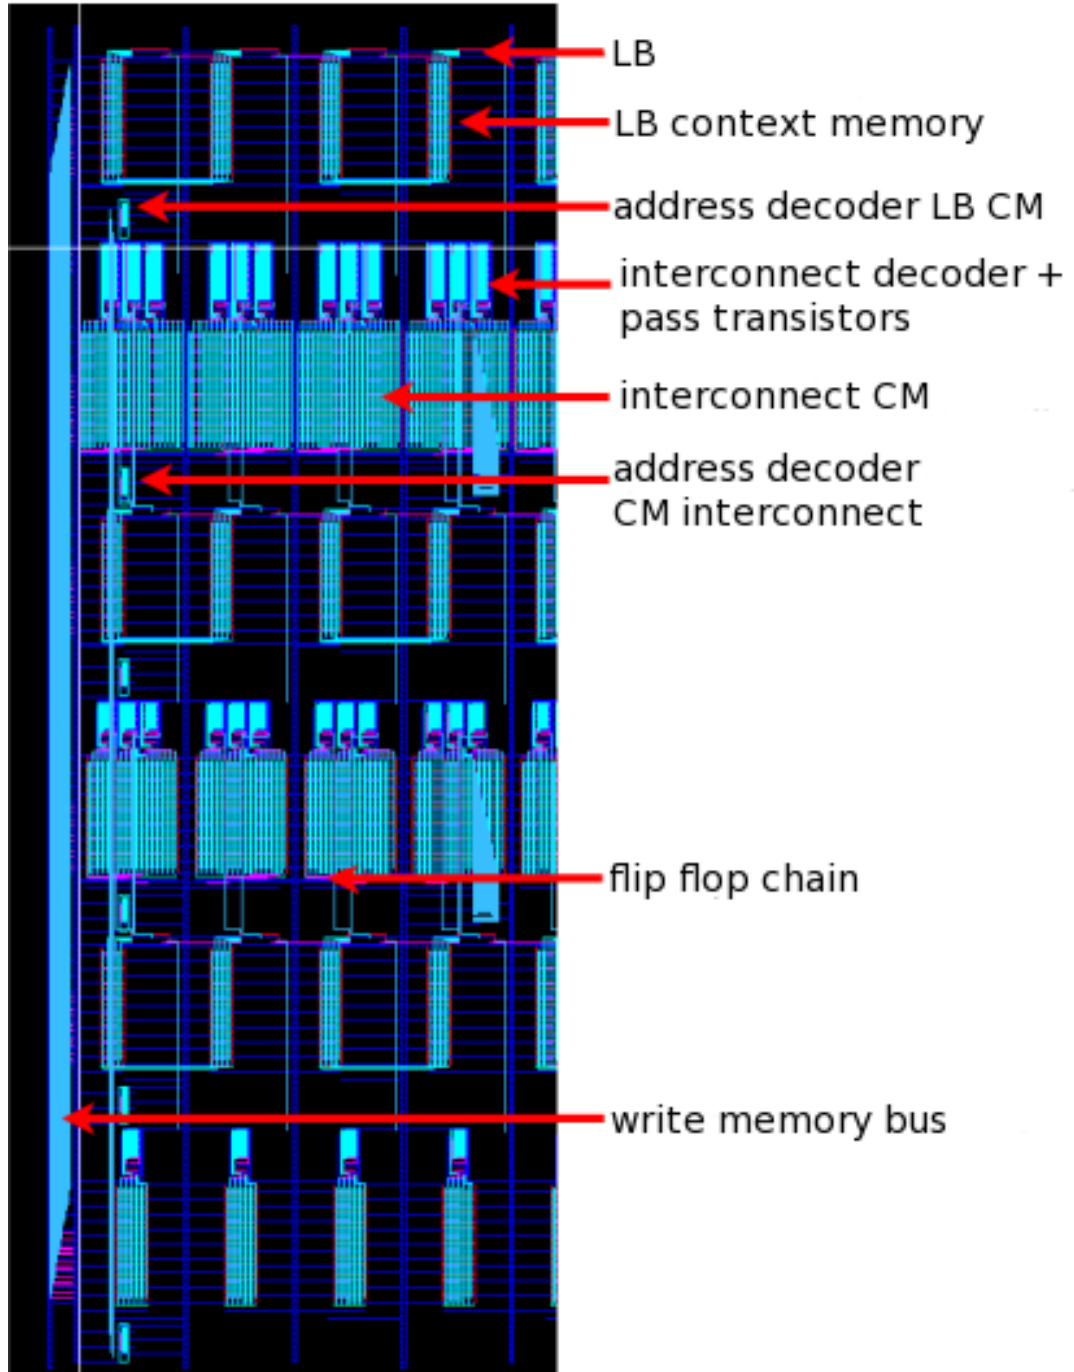 LB
LB context memory
address decoder LB CM
interconnect decoder +
pass transistors
interconnect CM
address decoder
CM interconnect
flip flop chain
write memory bus